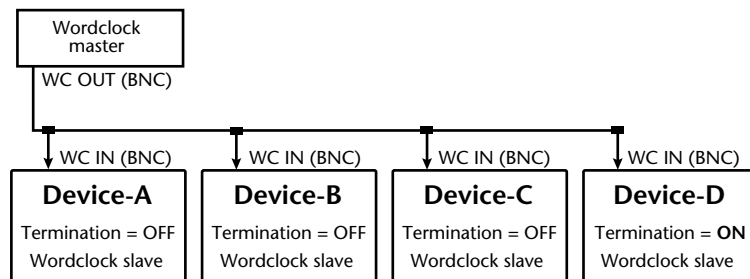 Wordclock
master
WC OUT (BNC)
WC IN (BNC) WC IN (BNC) WC IN (BNC) WC IN (BNC)
Device-A Device-B Device-C Device-D
Termination = OFF Termination = OFF Termination = OFF Termination = ON
Wordclock slave Wordclock slave Wordclock slave Wordclock slave